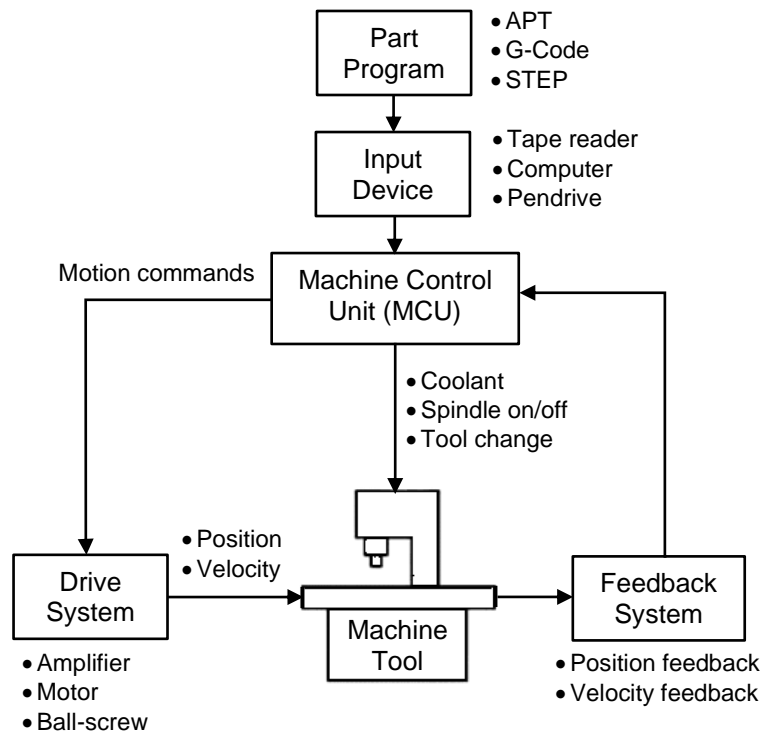 Part
Program
• APT
• G-Code
• STEP
Input
Device
• Tape reader
• Computer
• Pendrive
Motion commands
Machine Control
Unit (MCU)
• Coolant
• Spindle on/off
• Tool change
• Position
• Velocity
Drive
System
Machine
Tool
Feedback
System
• Amplifier
• Motor
• Ball-screw
• Position feedback
• Velocity feedback